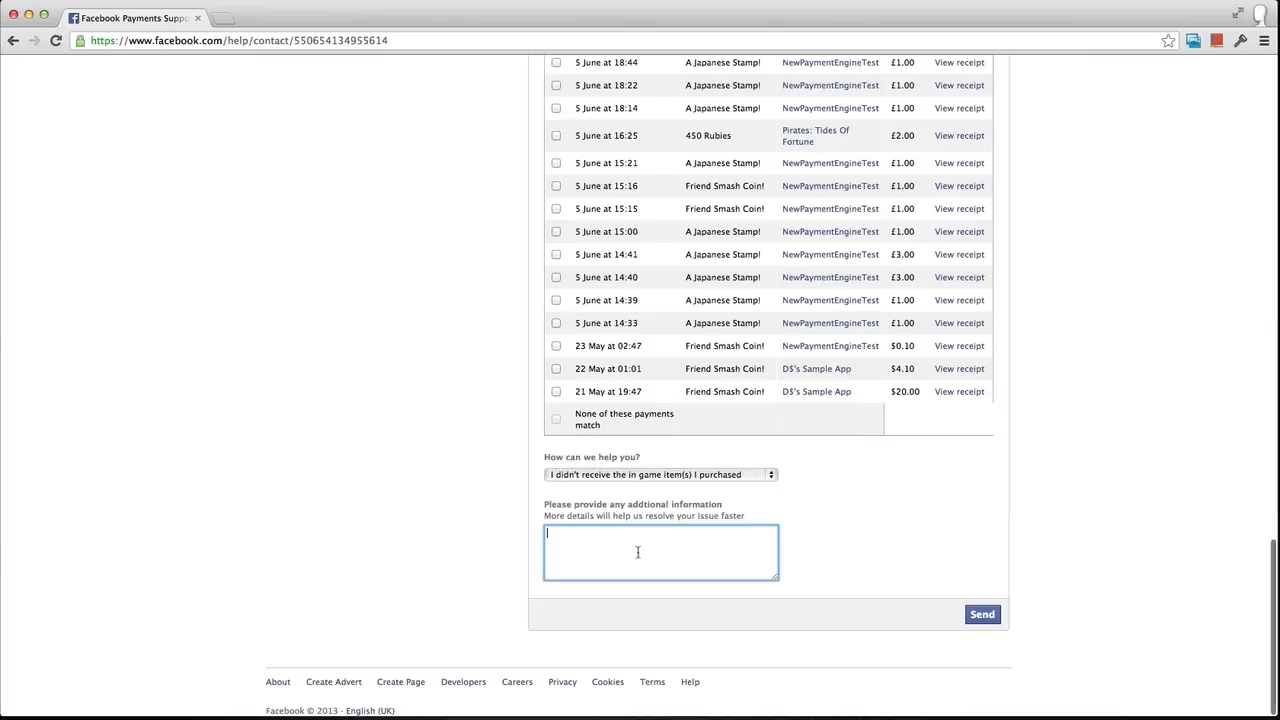 Facebook Payments Suppo
https://www.facebook.com/help/contact/550654134955614
5 June at 18:44 A Japanese Stamp! NewPaymentEngineTest £1.00 View receipt
5 June at 18:22 A Japanese Stamp! NewPaymentEngineTest £1.00 View receipt
5 June at 18:14 A Japanese Stamp! NewPaymentEngineTest £1.00 View receipt
5 June at 16:25 450 Rubies Pirates: Tides Of Fortune £2.00 View receipt
5 June at 15:21 A Japanese Stamp! NewPaymentEngineTest £1.00 View receipt
5 June at 15:16 Friend Smash Coin! NewPaymentEngineTest £1.00 View receipt
5 June at 15:15 Friend Smash Coin! NewPaymentEngineTest £1.00 View receipt
5 June at 15:00 A Japanese Stamp! NewPaymentEngineTest £1.00 View receipt
5 June at 14:41 A Japanese Stamp! NewPaymentEngineTest £3.00 View receipt
5 June at 14:40 A Japanese Stamp! NewPaymentEngineTest £3.00 View receipt
5 June at 14:39 A Japanese Stamp! NewPaymentEngineTest £1.00 View receipt
5 June at 14:33 A Japanese Stamp! NewPaymentEngineTest £1.00 View receipt
23 May at 02:47 Friend Smash Coin! NewPaymentEngineTest $0.10 View receipt
22 May at 01:01 Friend Smash Coin! D$'s Sample App $4.10 View receipt
21 May at 19:47 Friend Smash Coin! D$'s Sample App $20.00 View receipt
None of these payments
match
How can we help you?
I didn't receive the in game item(s) I purchased
Please provide any addtional information
More details will help us resolve your issue faster
Send
About Create Advert Create Page Developers Careers Privacy Cookies Terms Help
Facebook © 2013 · English (UK)